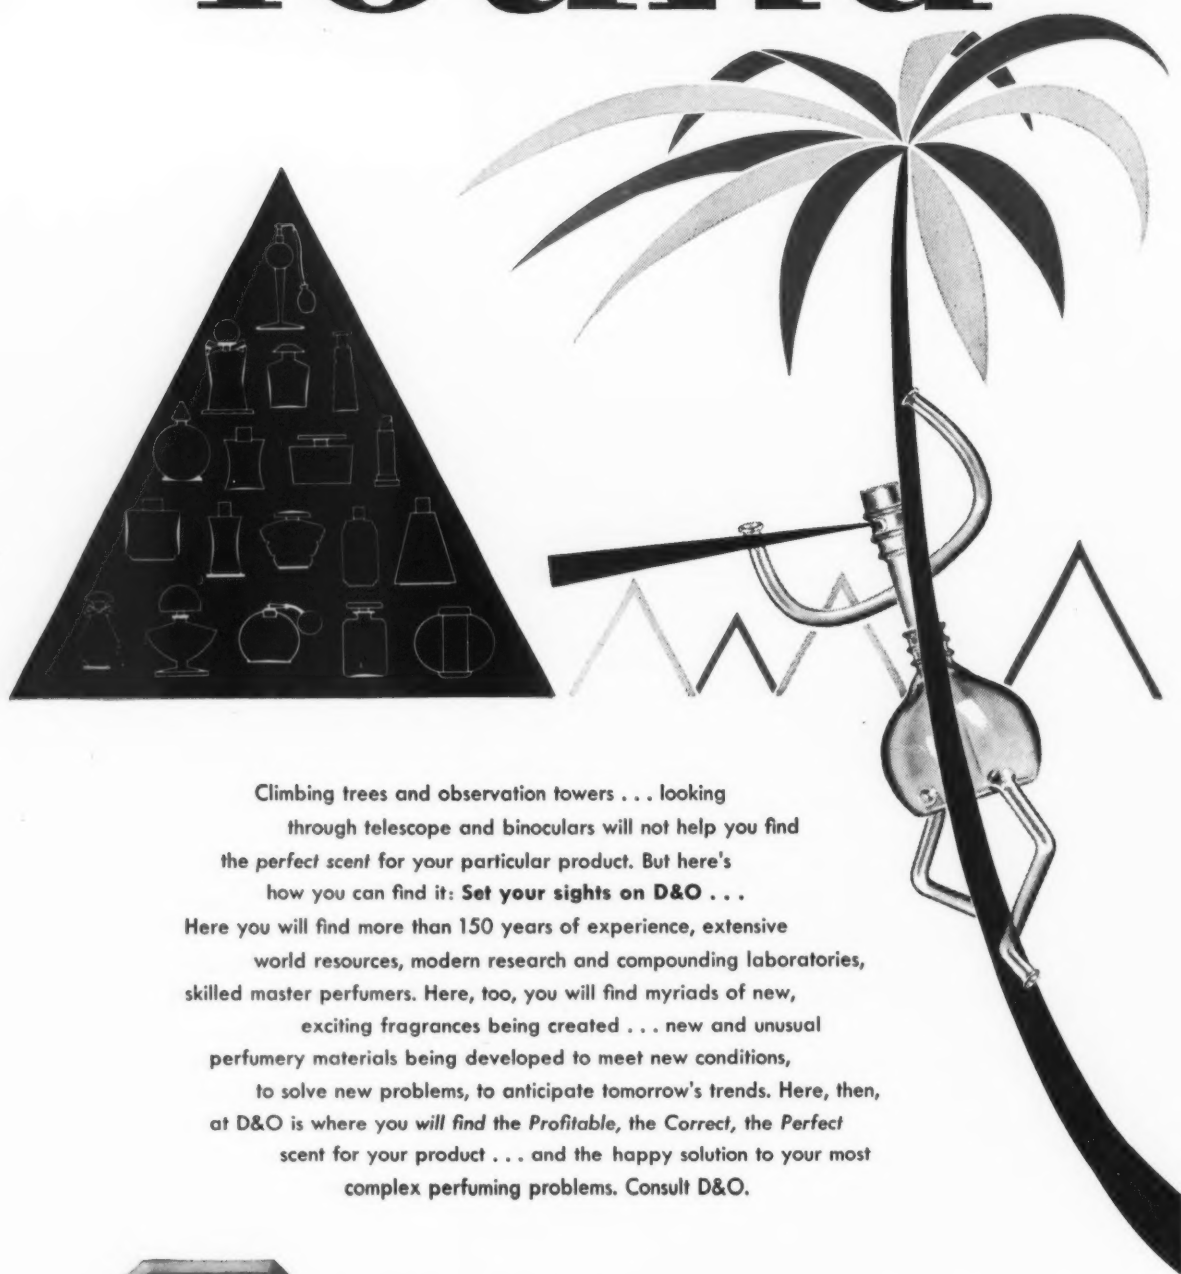 Climbing trees and observation towers . . . looking
through telescope and binoculars will not help you find
the perfect scent for your particular product. But here's
how you can find it: Set your sights on D&O . . .
Here you will find more than 150 years of experience, extensive
world resources, modern research and compounding laboratories,
skilled master perfumers. Here, too, you will find myriads of new,
exciting fragrances being created . . . new and unusual
perfumery materials being developed to meet new conditions,
to solve new problems, to anticipate tomorrow's trends. Here, then,
at D&O is where you will find the Profitable, the Correct, the Perfect
scent for your product . . . and the happy solution to your most
complex perfuming problems. Consult D&O.